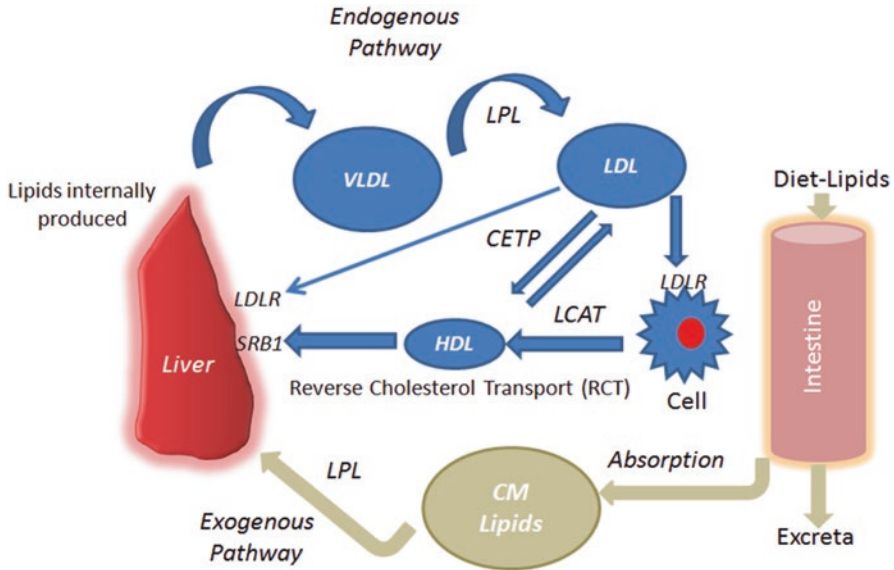 Endogenous
Pathway
LPL
VLDL
LDL
Lipids internally
produced
Diet-Lipids
CETP
LDLR
LDLR
LCAT
SRB1
HDL
Liver
Intestine
Reverse Cholesterol Transport (RCT)
Cell
LPL
Absorption
CM
Lipids
Exogenous
Pathway
Excreta